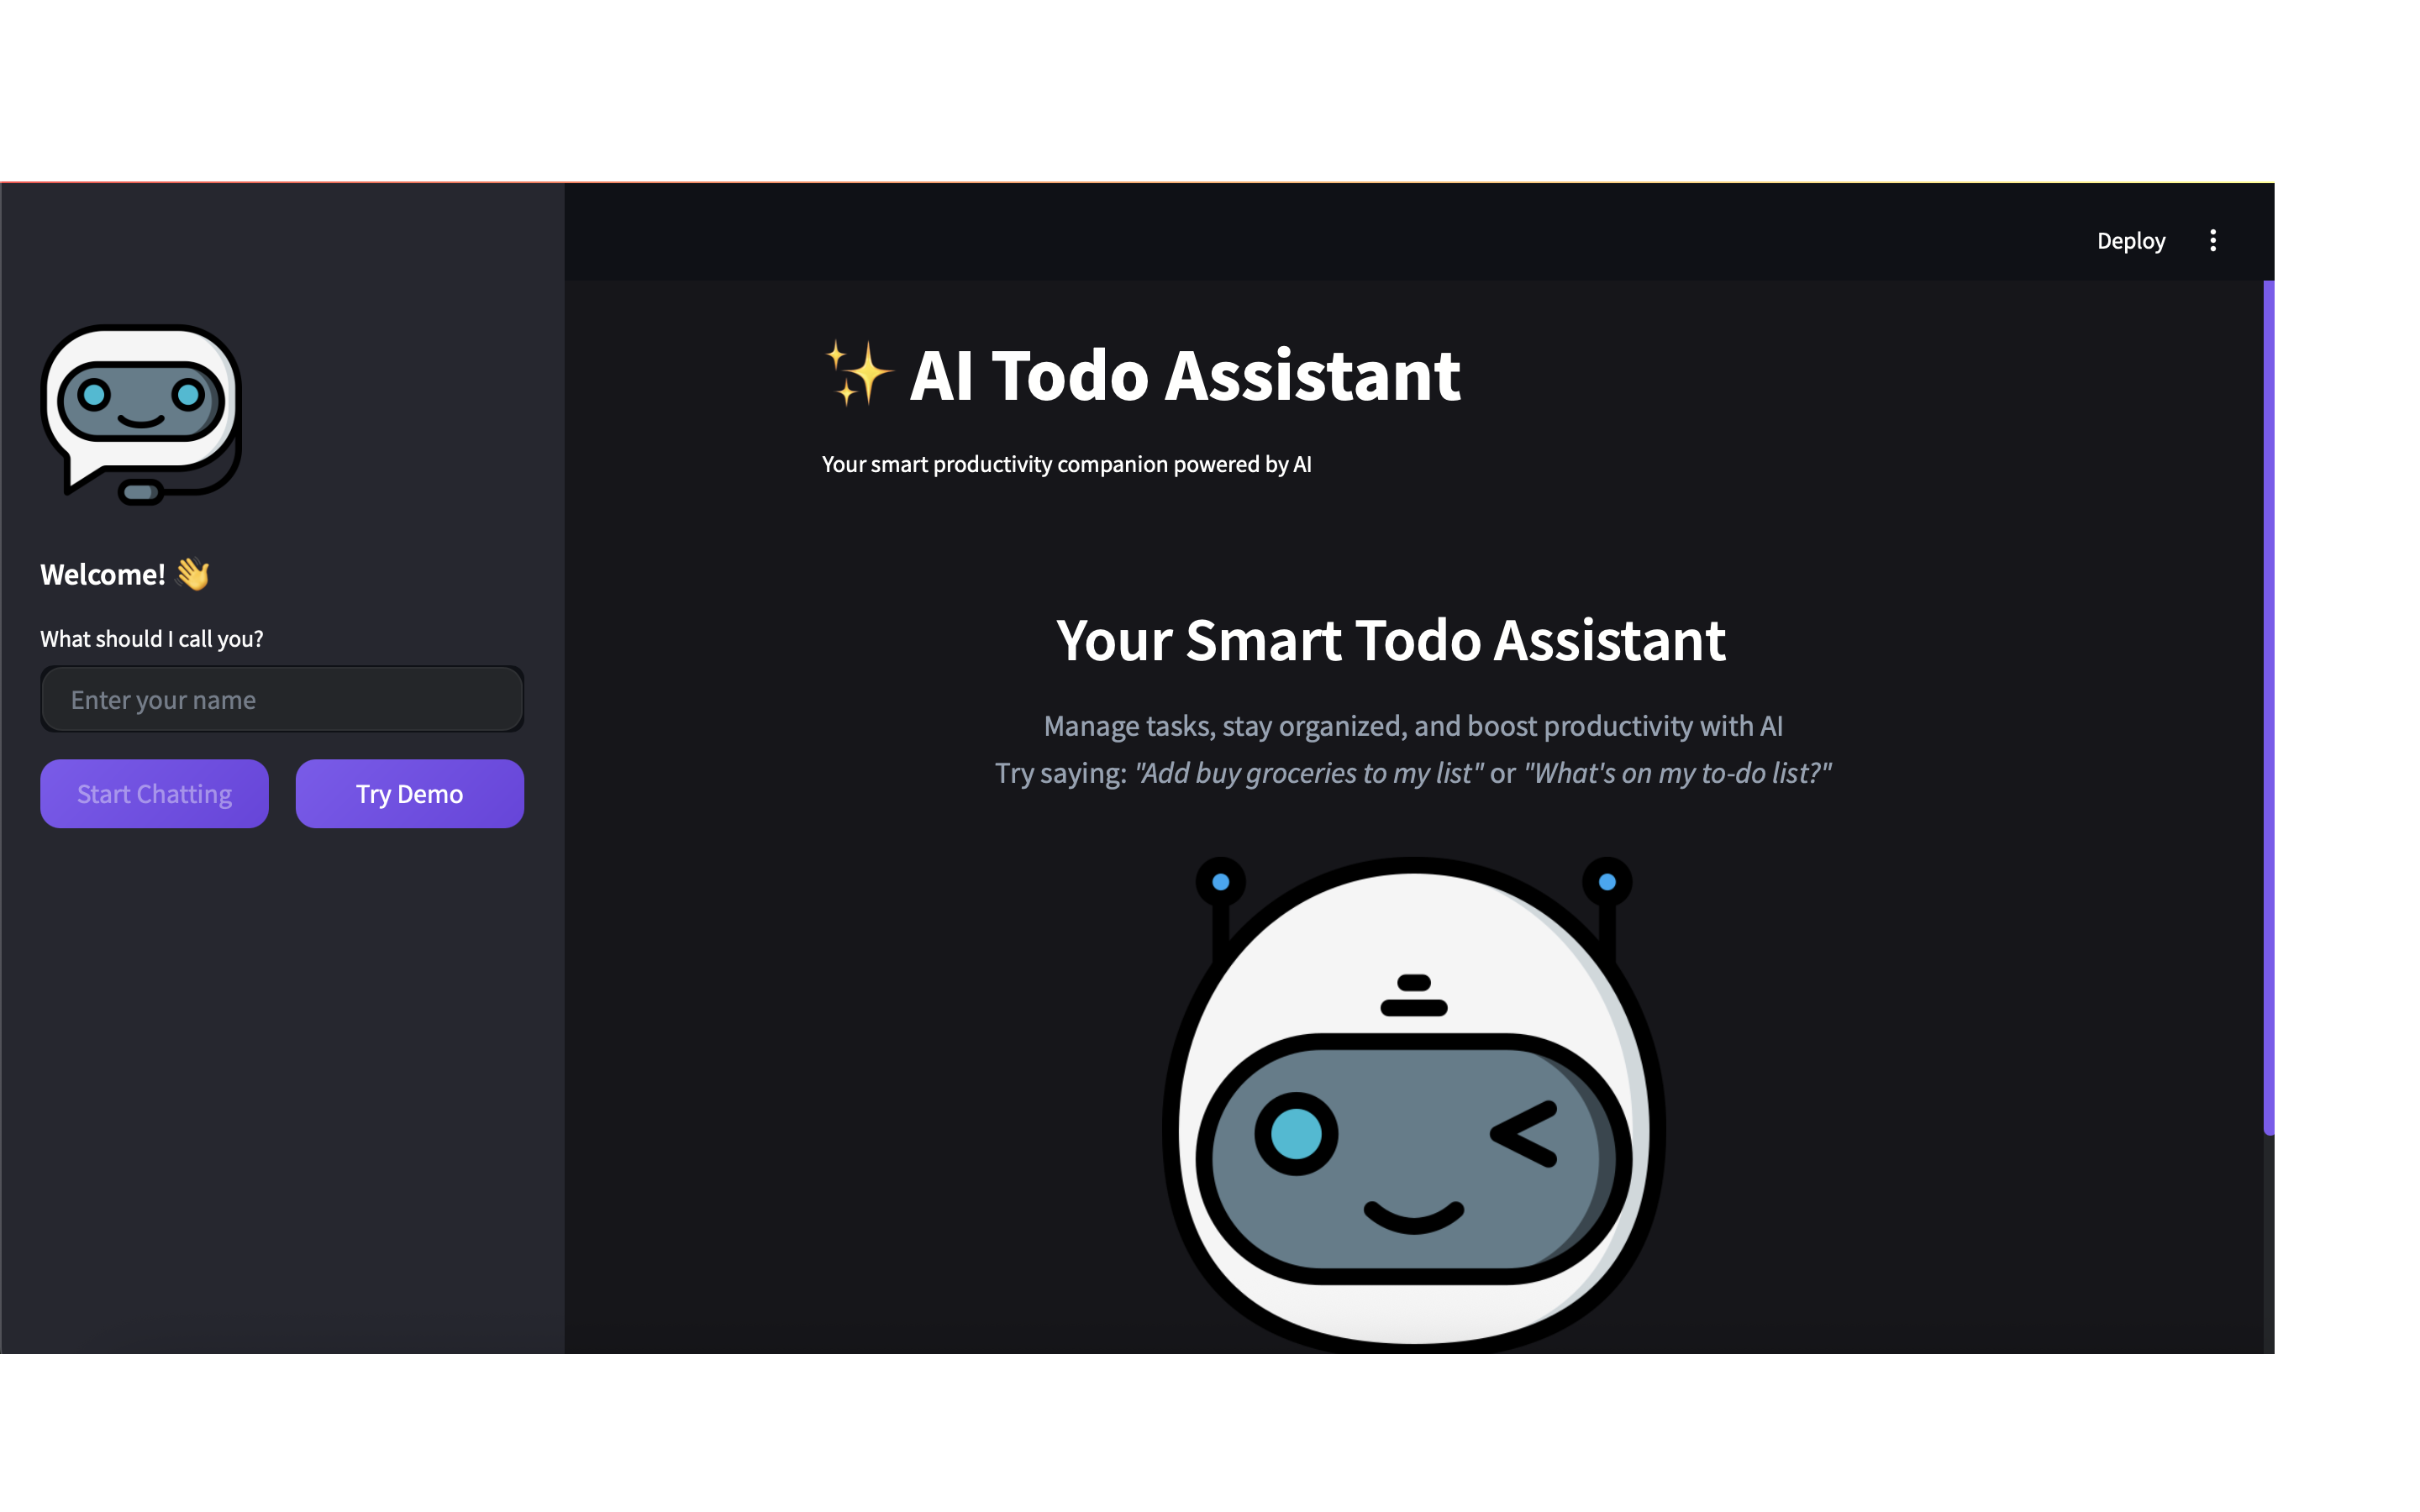 Deploy
Welcome! 👋
What should I call you?
Enter your name
Start Chatting
Try Demo
✨ AI Todo Assistant
Your smart productivity companion powered by AI
Your Smart Todo Assistant
Manage tasks, stay organized, and boost productivity with AI
Try saying: "Add buy groceries to my list" or "What's on my to-do list?"